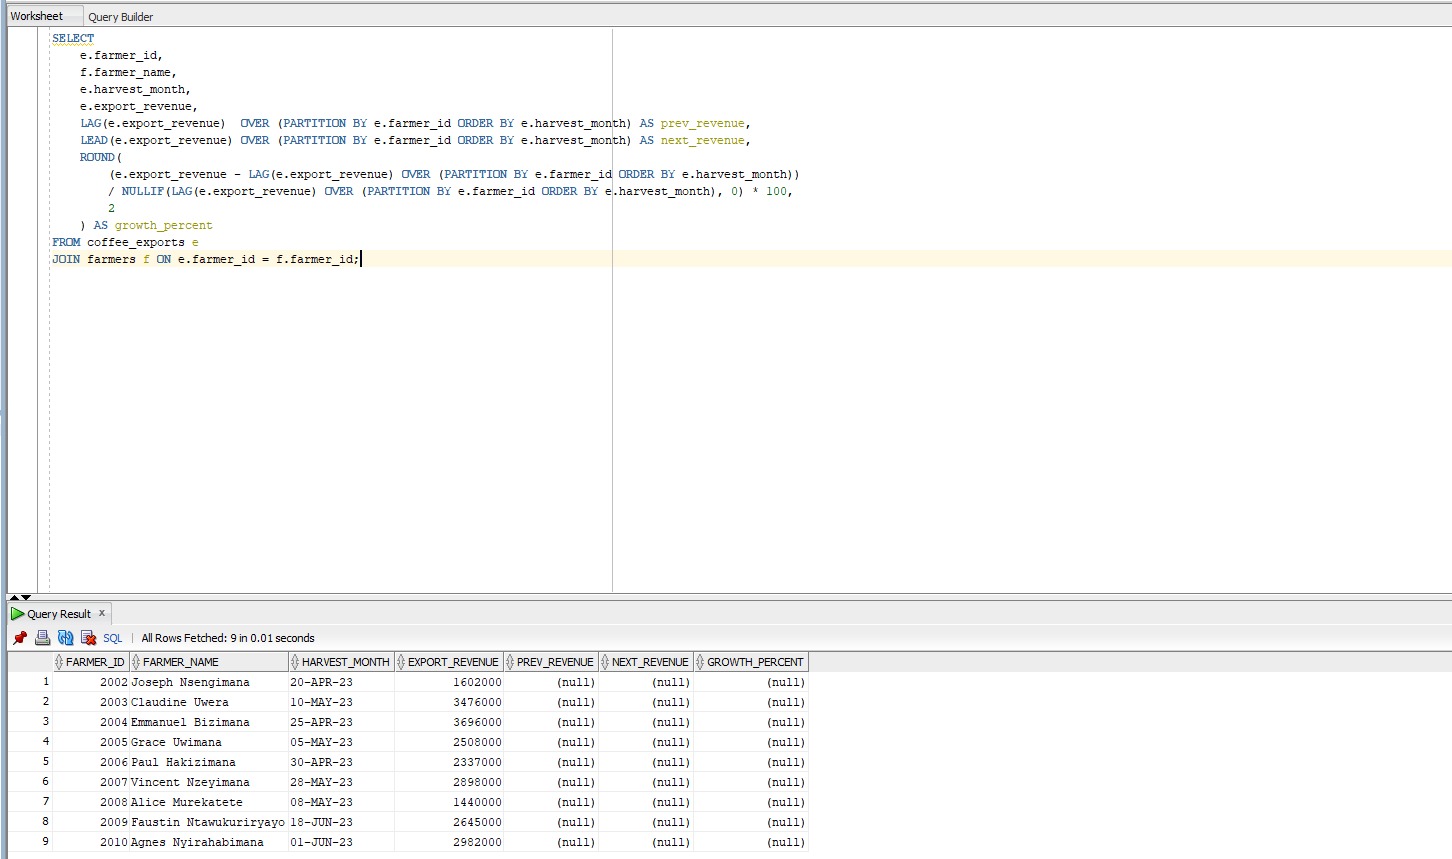 Worksheet Query Builder
SELECT
    e.farmer_id,
    f.farmer_name,
    e.harvest_month,
    e.export_revenue,
    LAG(e.export_revenue)  OVER (PARTITION BY e.farmer_id ORDER BY e.harvest_month) AS prev_revenue,
    LEAD(e.export_revenue) OVER (PARTITION BY e.farmer_id ORDER BY e.harvest_month) AS next_revenue,
    ROUND(
        (e.export_revenue - LAG(e.export_revenue) OVER (PARTITION BY e.farmer_id ORDER BY e.harvest_month))
        / NULLIF(LAG(e.export_revenue) OVER (PARTITION BY e.farmer_id ORDER BY e.harvest_month), 0) * 100,
        2
    ) AS growth_percent
FROM coffee_exports e
JOIN farmers f ON e.farmer_id = f.farmer_id;
Query Result x
SQL | All Rows Fetched: 9 in 0.01 seconds
FARMER_ID FARMER_NAME HARVEST_MONTH EXPORT_REVENUE PREV_REVENUE NEXT_REVENUE GROWTH_PERCENT
1 2002 Joseph Nsengimana 20-APR-23 1602000 (null) (null) (null)
2 2003 Claudine Uwera 10-MAY-23 3476000 (null) (null) (null)
3 2004 Emmanuel Bizimana 25-APR-23 3696000 (null) (null) (null)
4 2005 Grace Uwimana 05-MAY-23 2508000 (null) (null) (null)
5 2006 Paul Hakizimana 30-APR-23 2337000 (null) (null) (null)
6 2007 Vincent Nzeyimana 28-MAY-23 2898000 (null) (null) (null)
7 2008 Alice Murekatete 08-MAY-23 1440000 (null) (null) (null)
8 2009 Faustin Ntawukuriryayo 18-JUN-23 2645000 (null) (null) (null)
9 2010 Agnes Nyirahabimana 01-JUN-23 2982000 (null) (null) (null)